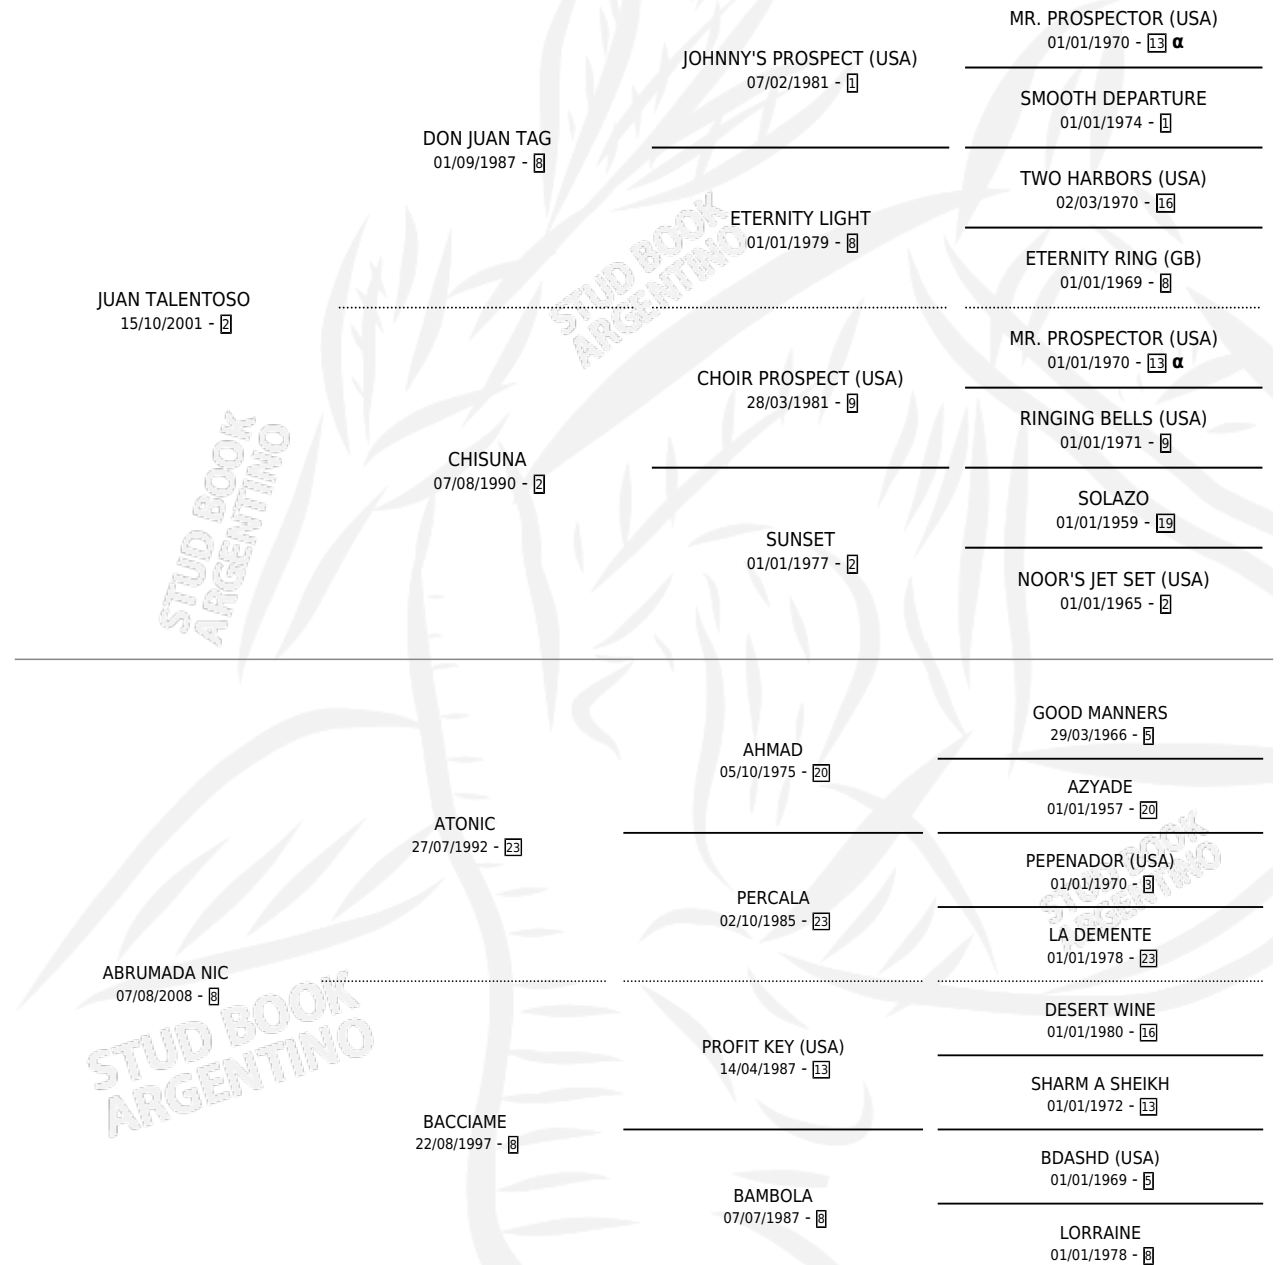 MR. PROSPECTOR (USA)
01/01/1970 - 13 α
JOHNNY'S PROSPECT (USA)
07/02/1981 - 1
SMOOTH DEPARTURE
01/01/1974 - 1
DON JUAN TAG
01/09/1987 - 8
TWO HARBORS (USA)
02/03/1970 - 16
ETERNITY LIGHT
01/01/1979 - 8
ETERNITY RING (GB)
01/01/1969 - 8
STUD BOOK
ARGENTINO
JUAN TALENTOSO
15/10/2001 - 2
MR. PROSPECTOR (USA)
01/01/1970 - 13 α
CHOIR PROSPECT (USA)
28/03/1981 - 9
RINGING BELLS (USA)
01/01/1971 - 9
CHISUNA
07/08/1990 - 2
SOLAZO
01/01/1959 - 19
SUNSET
01/01/1977 - 2
NOOR'S JET SET (USA)
01/01/1965 - 2
STUD BOOK
ARGENTINO
GOOD MANNERS
29/03/1966 - 5
AHMAD
05/10/1975 - 20
AZYADE
01/01/1957 - 20
ATONIC
27/07/1992 - 23
PEPENADOR (USA)
01/01/1970 - 3
PERCALA
02/10/1985 - 23
LA DEMENTE
01/01/1978 - 23
STUD BOOK
ARGENTINO
ABRUMADA NIC
07/08/2008 - 8
DESERT WINE
01/01/1980 - 16
PROFIT KEY (USA)
14/04/1987 - 13
SHARM A SHEIKH
01/01/1972 - 13
STUD BOOK
ARGENTINO
BACCIAME
22/08/1997 - 8
BDASHD (USA)
01/01/1969 - 5
BAMBOLA
07/07/1987 - 8
LORRAINE
01/01/1978 - 8